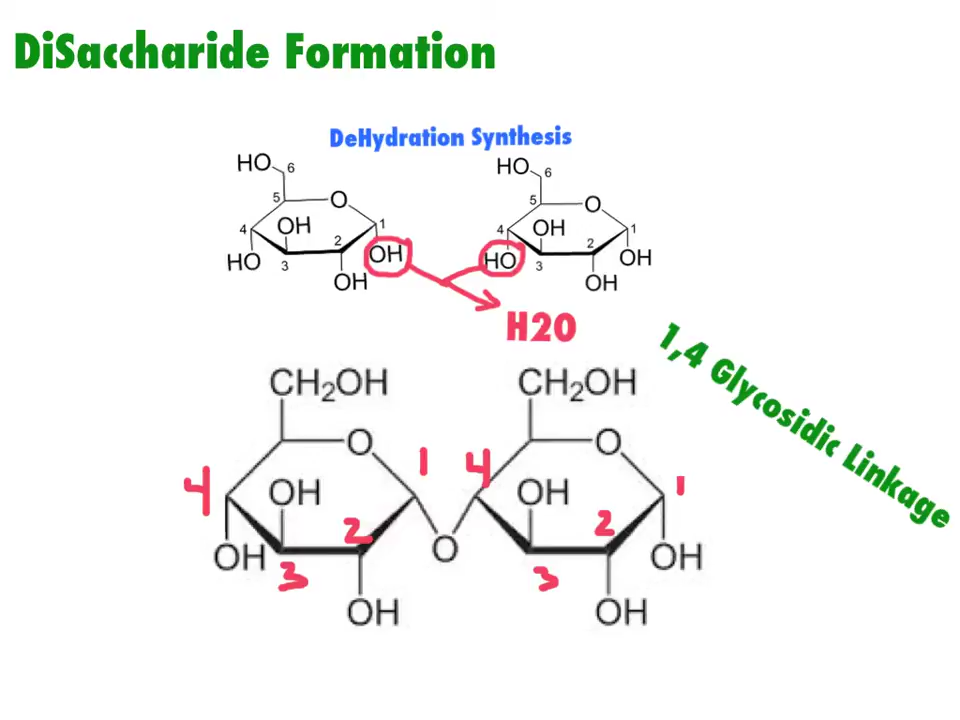 DiSaccharide Formation
DeHydration Synthesis
HO 6 HO 6
5 O 5 O
4 OH 1 4 OH 1
HO 3 2 OH HO 3 2 OH
OH OH
H2O
1,4 Glycosidic Linkage
CH2OH CH2OH
O O
4 OH 1 4 OH 1
2 2
OH 3 O 3 OH
OH OH